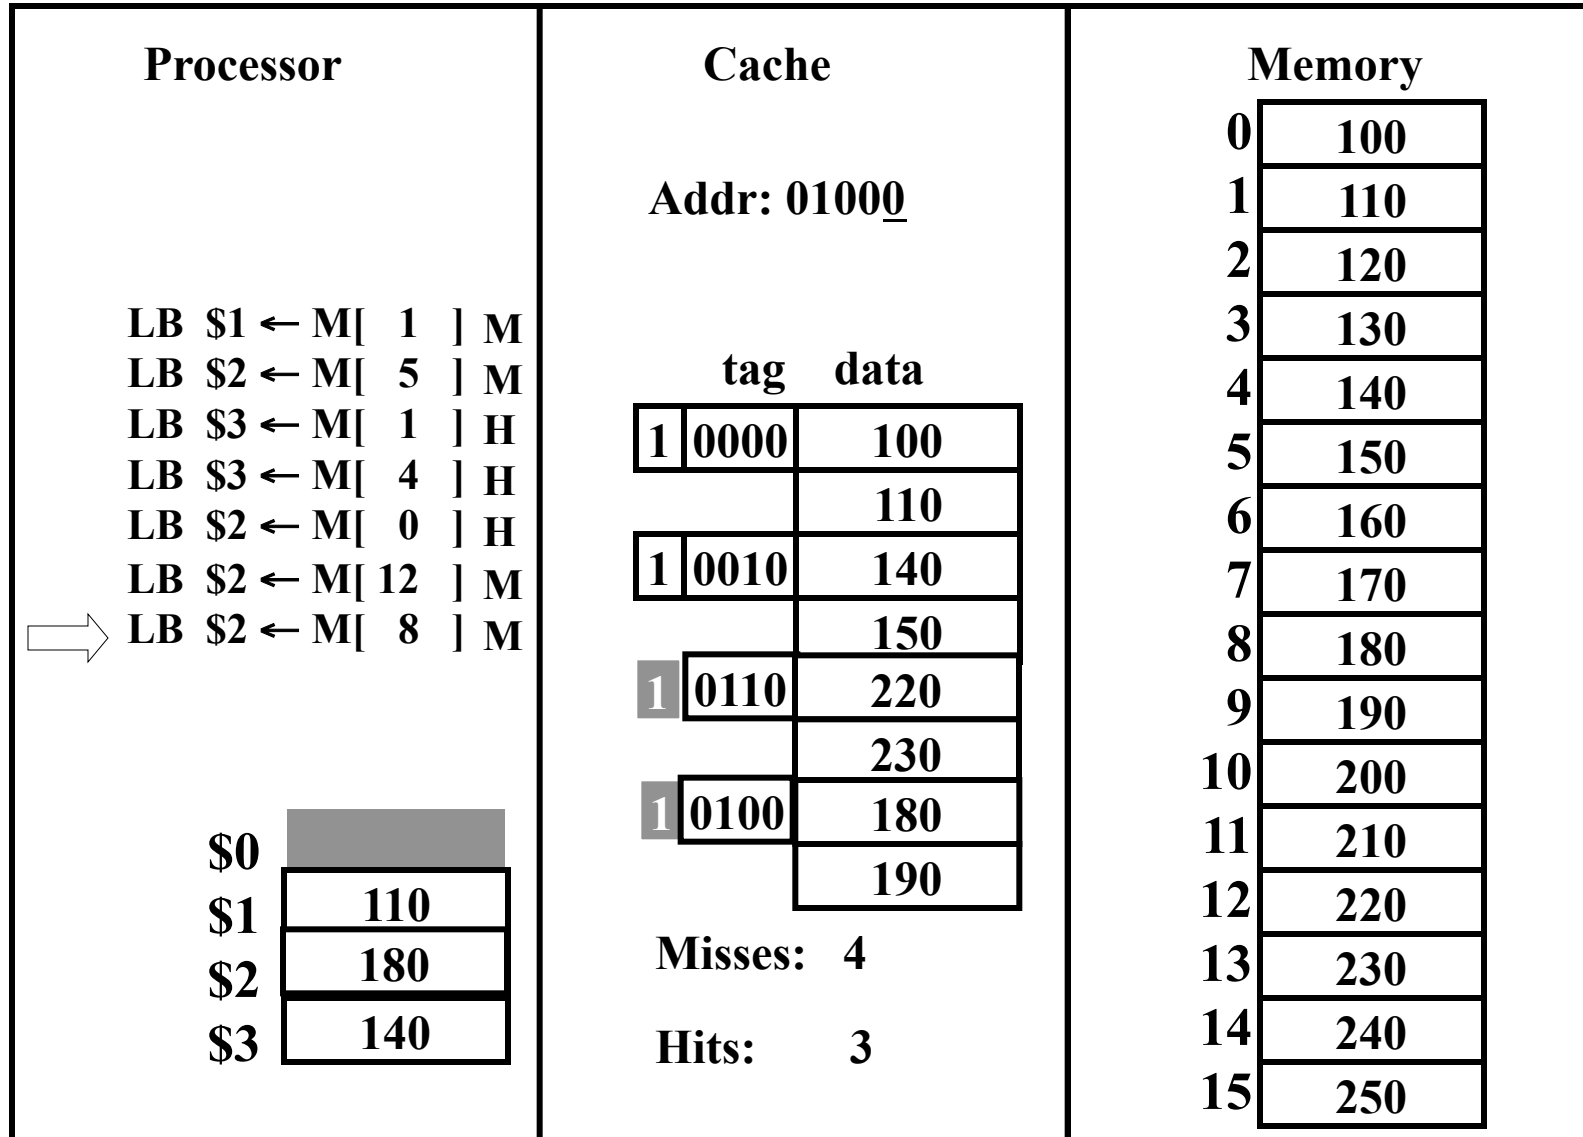 Processor
LB $1 ← M[ 1 ] M
LB $2 ← M[ 5 ] M
LB $3 ← M[ 1 ] H
LB $3 ← M[ 4 ] H
LB $2 ← M[ 0 ] H
LB $2 ← M[ 12 ] M
LB $2 ← M[ 8 ] M
$0
$1 110
$2 180
$3 140
Cache
Addr: 01000
tag data
1 0000 100
110
1 0010 140
150
1 0110 220
230
1 0100 180
190
Misses: 4
Hits: 3
Memory
0 100
1 110
2 120
3 130
4 140
5 150
6 160
7 170
8 180
9 190
10 200
11 210
12 220
13 230
14 240
15 250